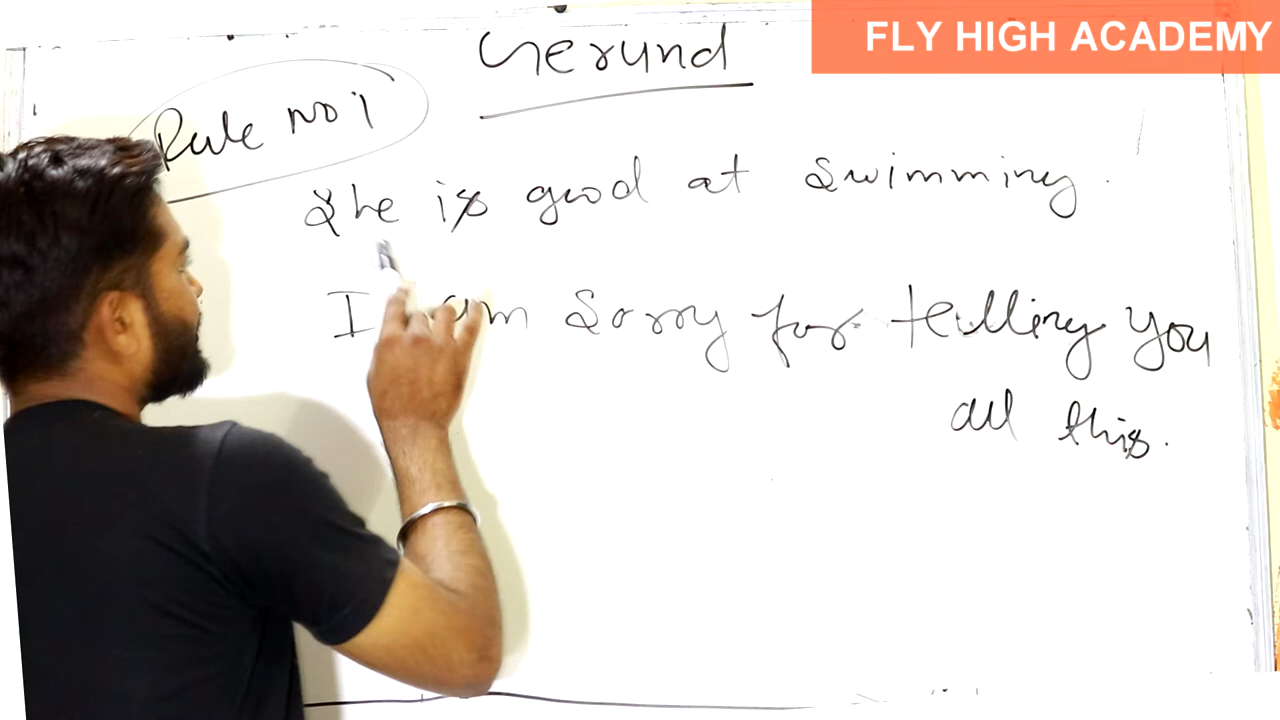 FLY HIGH ACADEMY
Gerund
Rule no 1
She is good at Swimming.
I am Sorry for telling you
all this.